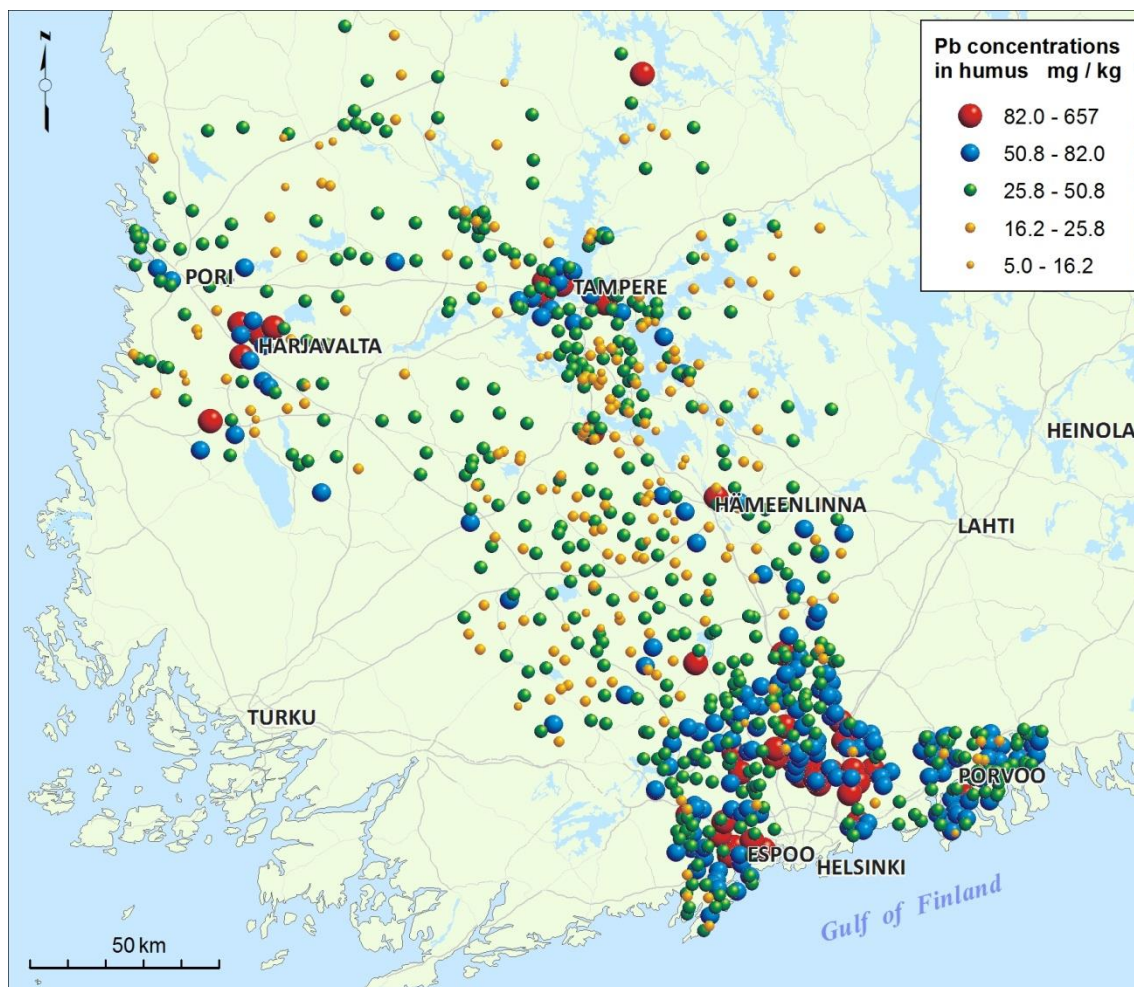 z
Pb concentrations
in humus mg / kg
82.0 - 657
50.8 - 82.0
25.8 - 50.8
16.2 - 25.8
5.0 - 16.2
PORI
TAMPERE
HARJAVALTA
HEINOLA
HÄMEENLINNA
LAHTI
TURKU
PORVOO
ESPOO
HELSINKI
Gulf of Finland
50 km